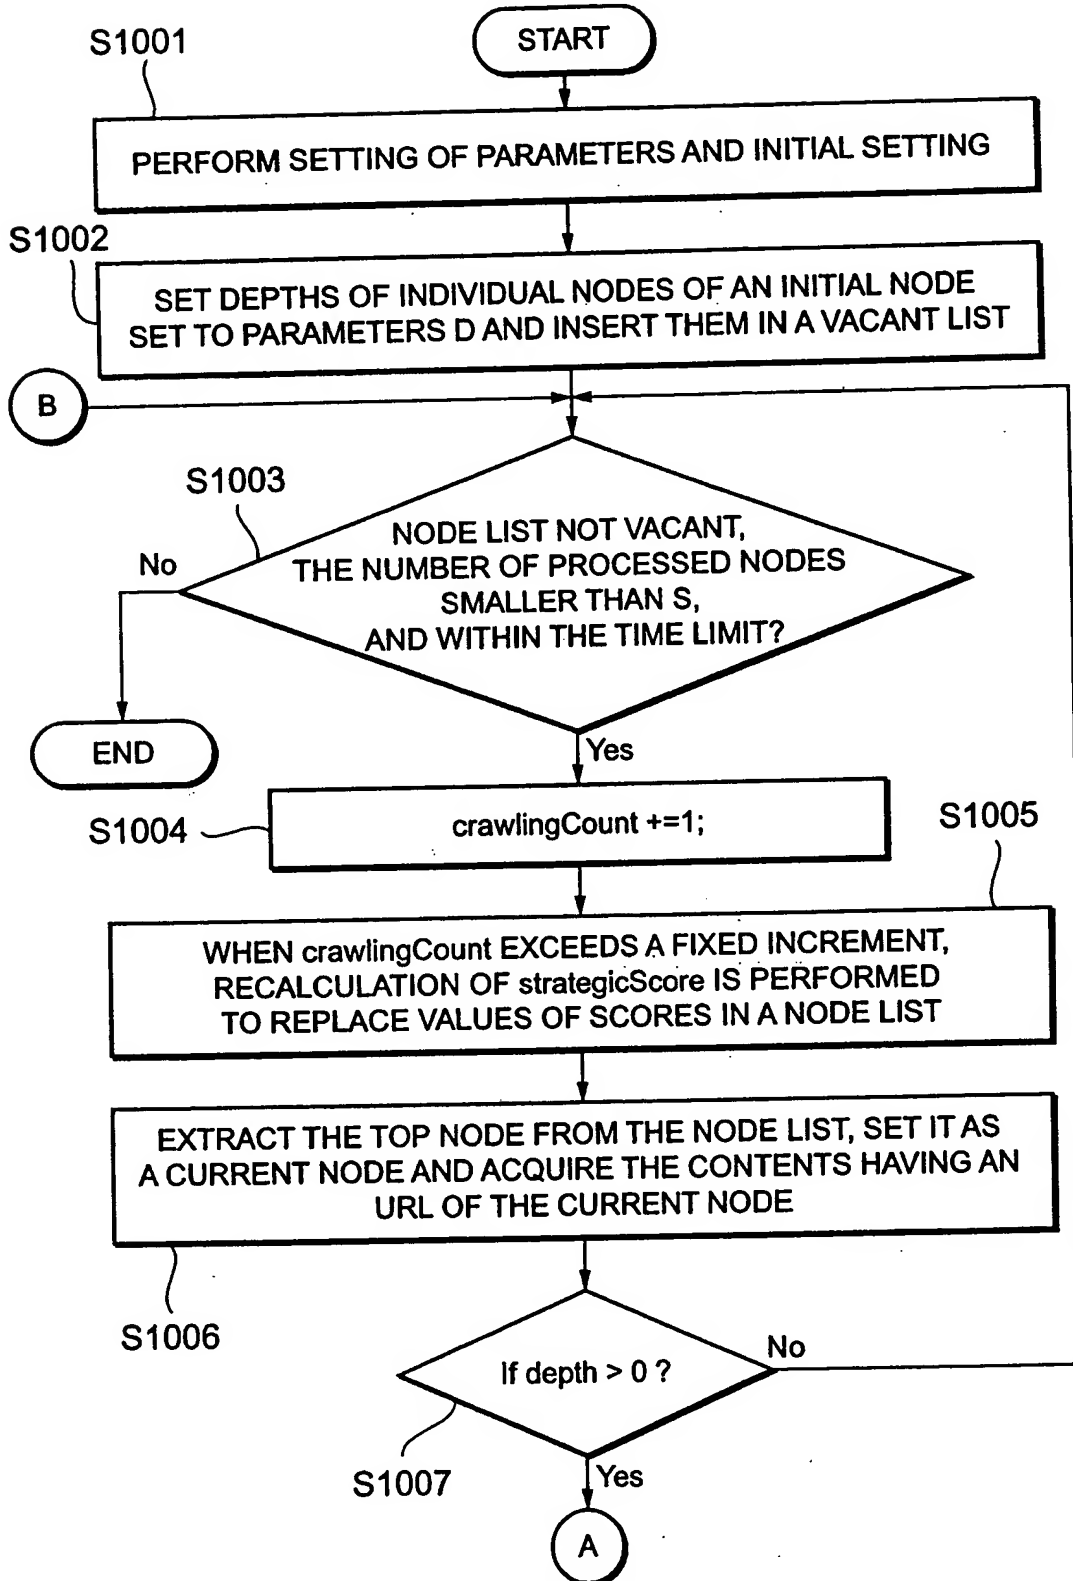 START
S1001
PERFORM SETTING OF PARAMETERS AND INITIAL SETTING
S1002
SET DEPTHS OF INDIVIDUAL NODES OF AN INITIAL NODE
SET TO PARAMETERS D AND INSERT THEM IN A VACANT LIST
B
S1003
NODE LIST NOT VACANT,
THE NUMBER OF PROCESSED NODES
SMALLER THAN S,
AND WITHIN THE TIME LIMIT?
No
END
Yes
S1004
crawlingCount +=1;
S1005
WHEN crawlingCount EXCEEDS A FIXED INCREMENT,
RECALCULATION OF strategicScore IS PERFORMED
TO REPLACE VALUES OF SCORES IN A NODE LIST
EXTRACT THE TOP NODE FROM THE NODE LIST, SET IT AS
A CURRENT NODE AND ACQUIRE THE CONTENTS HAVING AN
URL OF THE CURRENT NODE
S1006
If depth > 0 ?
No
S1007
Yes
A